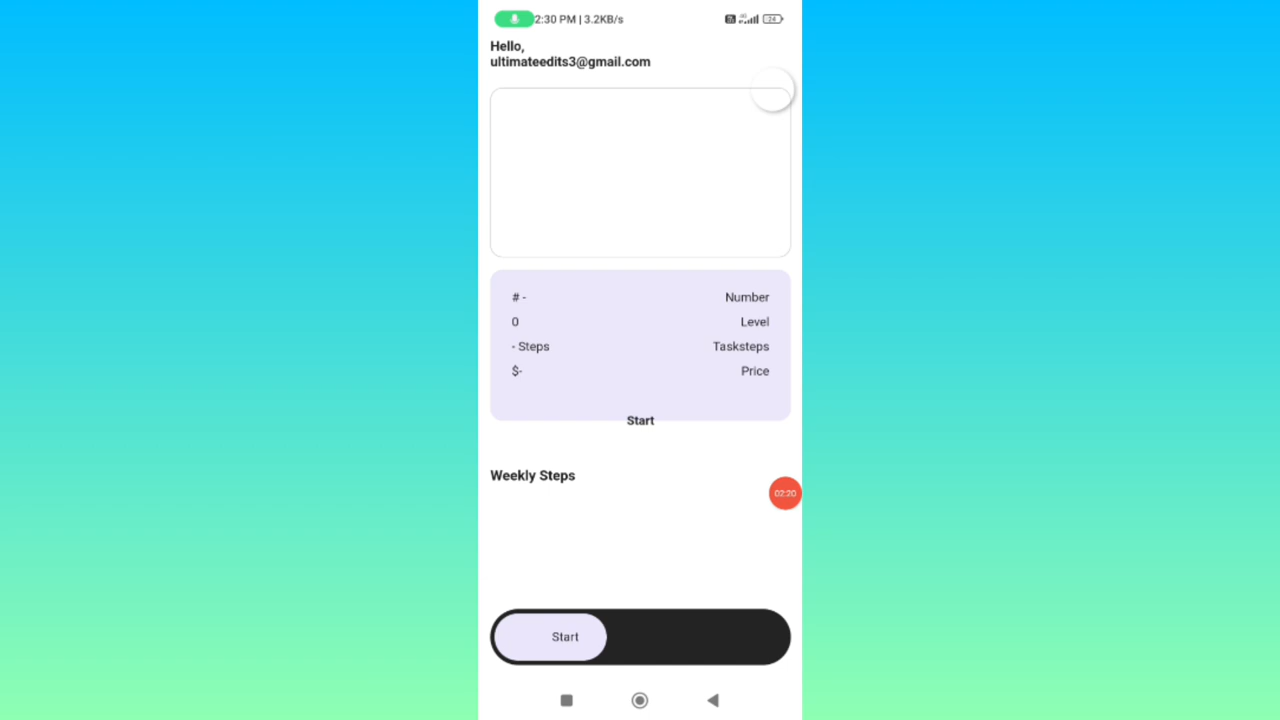 2:30 PM | 3.2KB/s
24
Hello,
ultimateedits3@gmail.com
# - Number
0 Level
- Steps Tasksteps
$- Price
Start
Weekly Steps
02:20
Start